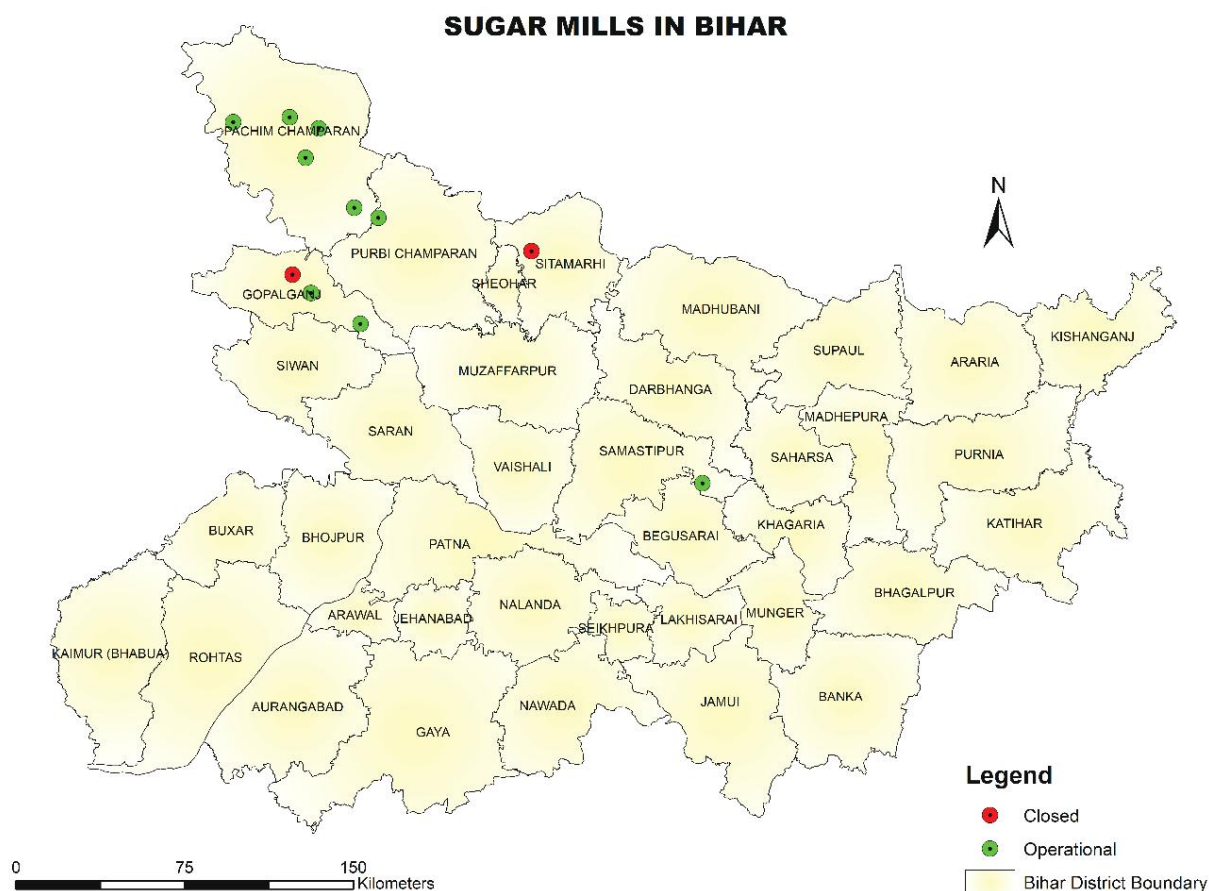 SUGAR MILLS IN BIHAR
PACHIM CHAMPARAN
N
PURBI CHAMPARAN
SITAMARHI
SHEOHAR
GOPALGANJ
MADHUBANI
KISHANGANJ
SUPAUL
ARARIA
SIWAN
MUZAFFARPUR
DARBHANGA
MADHEPURA
SARAN
SAMASTIPUR
SAHARSA
PURNIA
VAISHALI
KHAGARIA
KATIHAR
BUXAR
BHOJPUR
PATNA
BEGUSARAI
BHAGALPUR
NALANDA
ARAWAL
JEHANABAD
SEIKHPURA
LAKHISARAI
MUNGER
KAIMUR (BHABUA)
ROHTAS
AURANGABAD
GAYA
NAWADA
JAMUI
BANKA
Legend
Closed
Operational
Bihar District Boundary
0 75 150
Kilometers